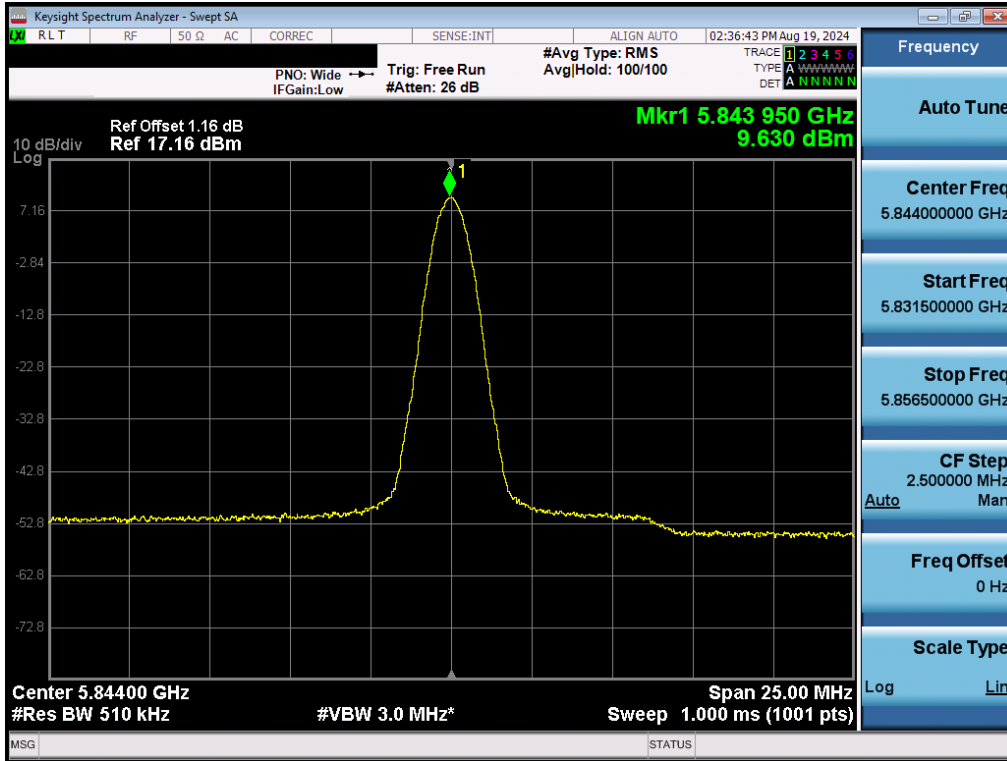 Keysight Spectrum Analyzer - Swept SA
LXI RLT RF 50 Ω AC CORREC SENSE:INT ALIGN AUTO 02:36:43 PM Aug 19, 2024
PNO: Wide
IFGain:Low
Trig: Free Run
#Atten: 26 dB
#Avg Type: RMS
Avg|Hold: 100/100
TRACE 1 2 3 4 5 6
TYPE A WWWWW
DET A N N N N N
Mkr1 5.843 950 GHz
9.630 dBm
Ref Offset 1.16 dB
10 dB/div Ref 17.16 dBm
Log
1
7.16
-2.84
-12.8
-22.8
-32.8
-42.8
-52.8
-62.8
-72.8
Center 5.84400 GHz Span 25.00 MHz
#Res BW 510 kHz #VBW 3.0 MHz* Sweep 1.000 ms (1001 pts)
MSG STATUS
Frequency
Auto Tune
Center Freq
5.844000000 GHz
Start Freq
5.831500000 GHz
Stop Freq
5.856500000 GHz
CF Step
2.500000 MHz
Auto Man
Freq Offset
0 Hz
Scale Type
Log Lin